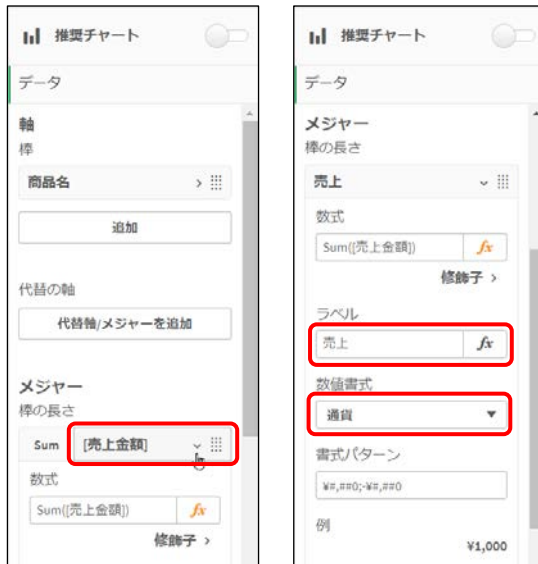 推奨チャート
データ
軸
棒
商品名
追加
代替の軸
代替軸/メジャーを追加
メジャー
棒の長さ
Sum [売上金額]
数式
Sum([売上金額]) fx
修飾子 >
推奨チャート
データ
メジャー
棒の長さ
売上
数式
Sum([売上金額]) fx
修飾子 >
ラベル
売上 fx
数値書式
通貨
書式パターン
¥#,##0;-¥#,##0
例
¥1,000